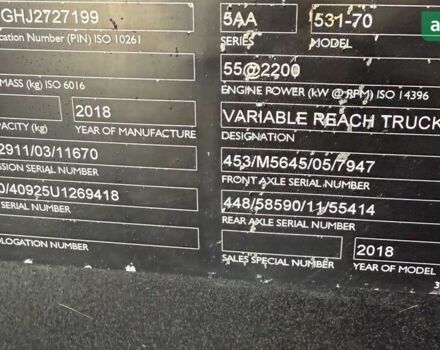 GHJ2727199
cation Number (PIN) ISO 10261
MASS (kg) ISO 6016
2018
PACITY (kg) YEAR OF MANUFACTURE
2911/03/11670
SSION SERIAL NUMBER
0/40925U1269418
SERIAL NUMBER
OLOGATION NUMBER
5AA 531-70
SERIES MODEL
55@2200
ENGINE POWER (kW @ RPM) ISO 14396
VARIABLE REACH TRUCK
DESIGNATION
453/M5645/05/7947
FRONT AXLE SERIAL NUMBER
448/58590/11/55414
REAR AXLE SERIAL NUMBER
2018
SALES SPECIAL NUMBER YEAR OF MODEL
3
a